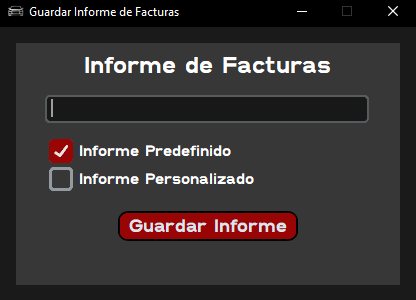 Guardar Informe de Facturas
Informe de Facturas
Informe Predefinido
Informe Personalizado
Guardar Informe